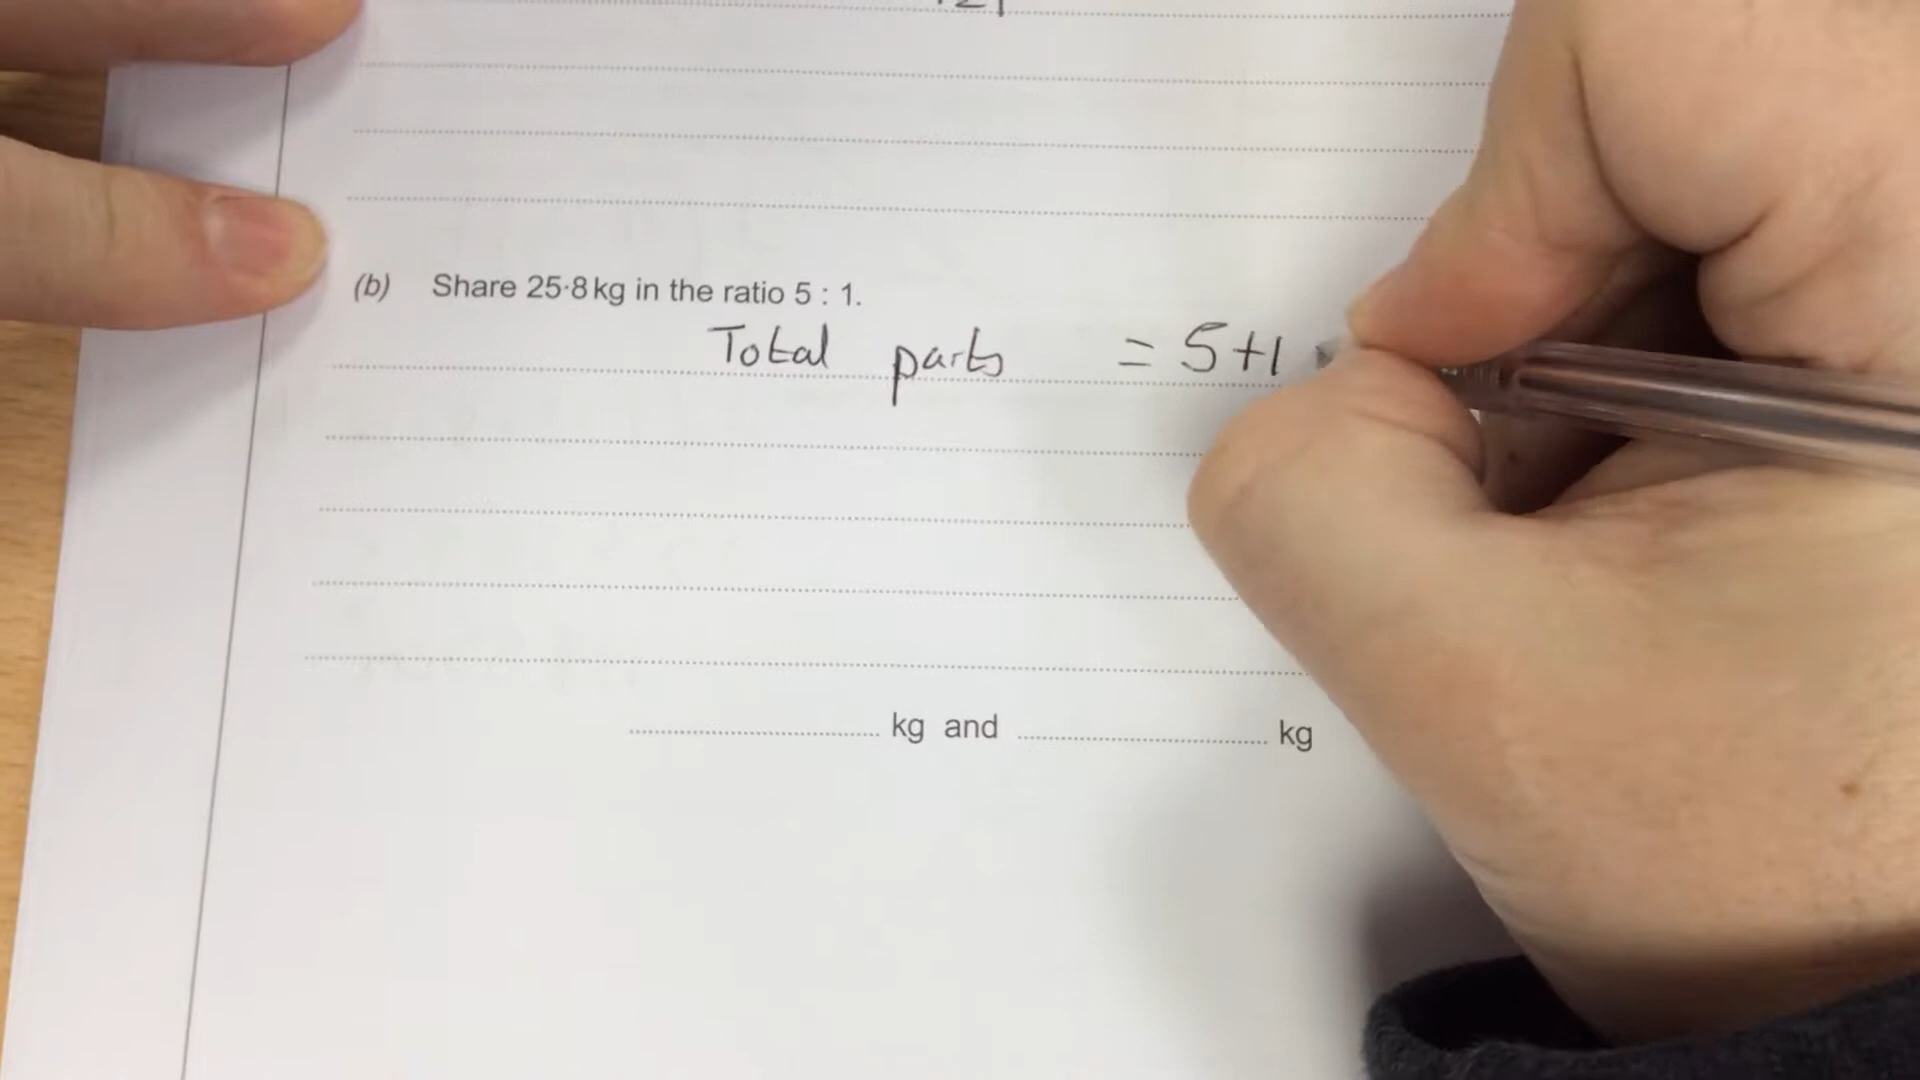 (b) Share 25·8 kg in the ratio 5 : 1.
Total parts = 5+1
kg and kg